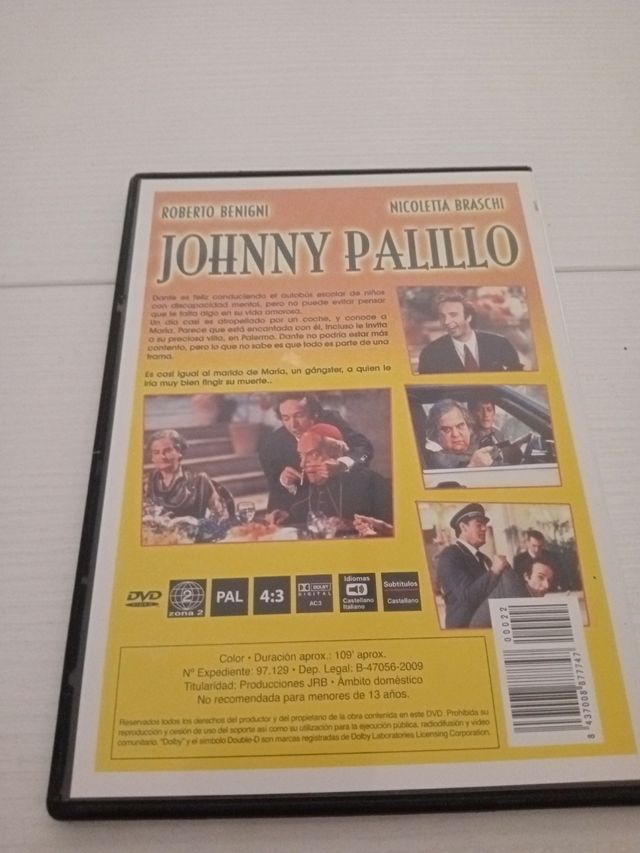 ROBERTO BENIGNI
NICOLETTA BRASCHI
JOHNNY PALILLO
Dante es feliz conduciendo el autobús escolar de niños
con discapacidad mental, pero no puede evitar pensar
que le falta algo en su vida amorosa.
Un día casi es atropellado por un coche, y conoce a
María. Parece que está encantada con él, incluso le invita
a su preciosa villa, en Palermo. Dante no podría estar más
contento, pero lo que no sabe es que todo es parte de una
trama.
Es casi igual al marido de María, un gángster, a quien le
iría muy bien fingir su muerte..
DVD
VIDEO
2
zona 2
PAL
4:3
DOLBY
DIGITAL
AC3
Idiomas
Castellano
Italiano
Subtítulos
Castellano
00022
8 437008 877747
Color • Duración aprox.: 109' aprox.
Nº Expediente: 97.129 • Dep. Legal: B-47056-2009
Titularidad: Producciones JRB • Ámbito doméstico
No recomendada para menores de 13 años.
Reservados todos los derechos del productor y del propietario de la obra contenida en este DVD. Prohibida su
reproducción y cesión de uso del soporte así como su utilización para la ejecución pública, radiodifusión y video
comunitario. "Dolby" y el símbolo Double-D son marcas registradas de Dolby Laboratories Licensing Corporation.